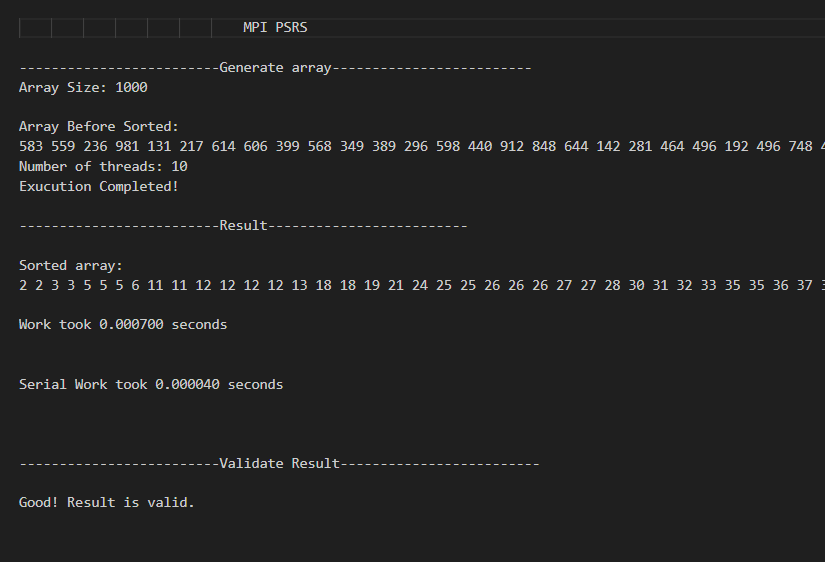 MPI PSRS
-------------------------Generate array-------------------------
Array Size: 1000
Array Before Sorted:
583 559 236 981 131 217 614 606 399 568 349 389 296 598 440 912 848 644 142 281 464 496 192 496 748
Number of threads: 10
Exucution Completed!
-------------------------Result-------------------------
Sorted array:
2 2 3 3 5 5 5 6 11 11 12 12 12 12 13 18 18 19 21 24 25 25 26 26 26 27 27 28 30 31 32 33 35 35 36 37
Work took 0.000700 seconds
Serial Work took 0.000040 seconds
-------------------------Validate Result-------------------------
Good! Result is valid.